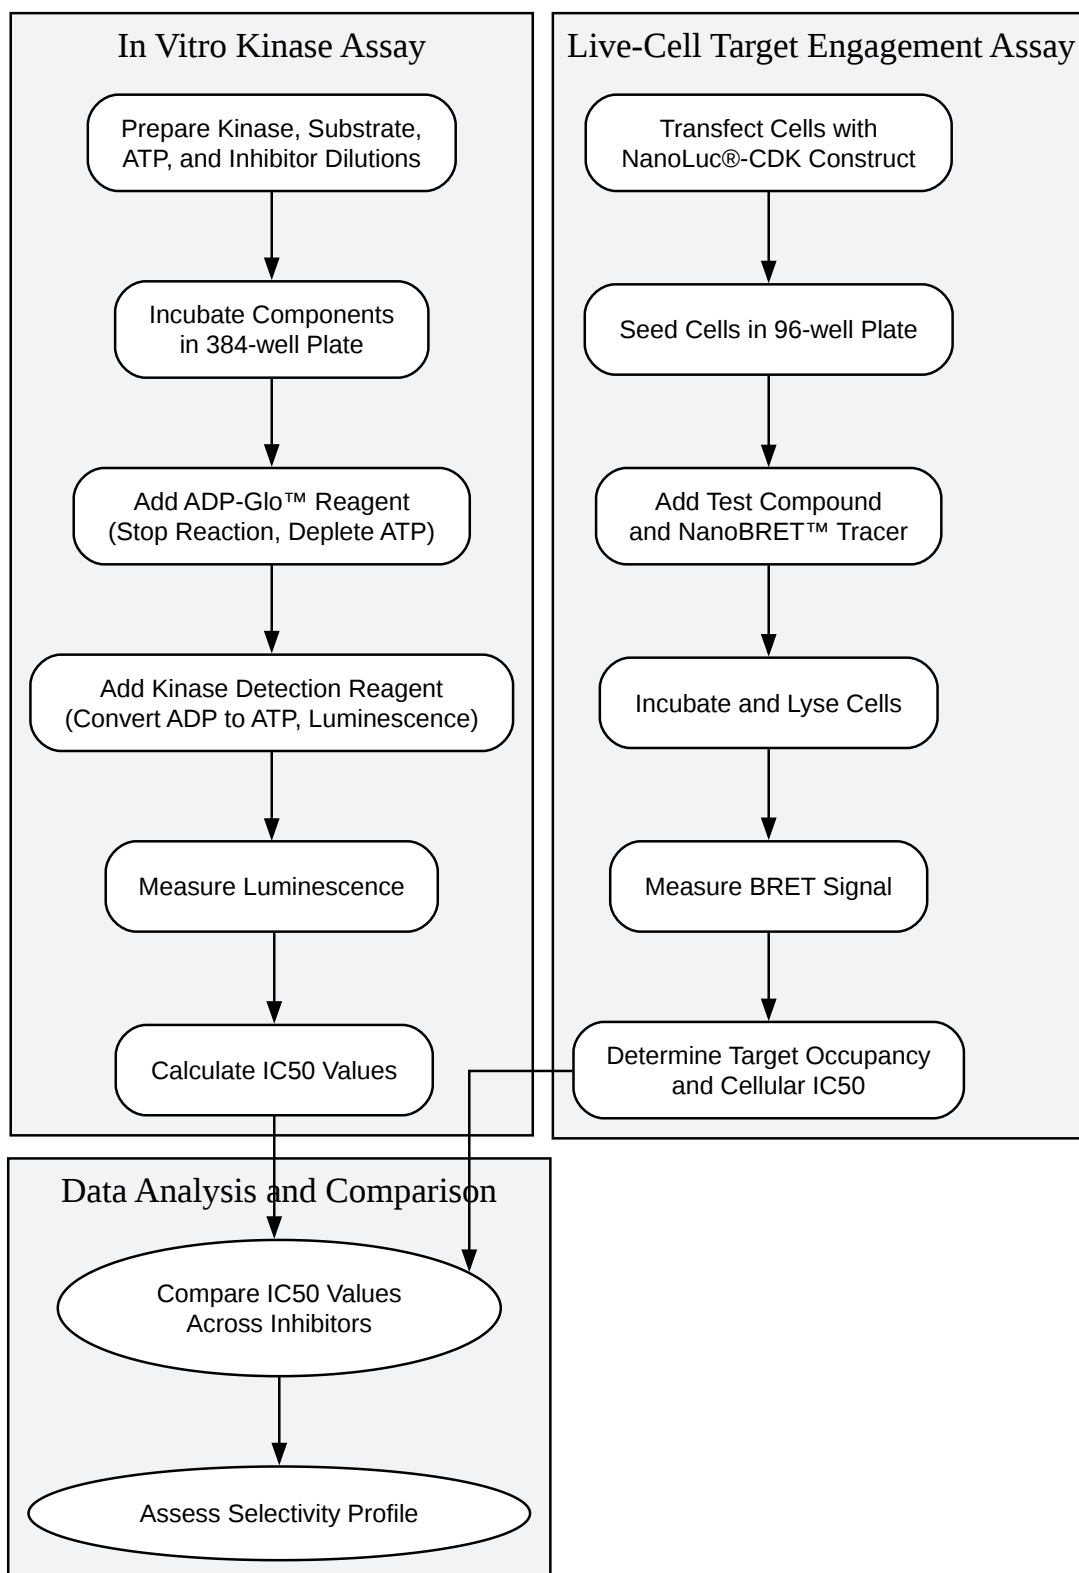 In Vitro Kinase Assay
Prepare Kinase, Substrate,
ATP, and Inhibitor Dilutions
Incubate Components
in 384-well Plate
Add ADP-Glo™ Reagent
(Stop Reaction, Deplete ATP)
Add Kinase Detection Reagent
(Convert ADP to ATP, Luminescence)
Measure Luminescence
Calculate IC50 Values
Live-Cell Target Engagement Assay
Transfect Cells with
NanoLuc®-CDK Construct
Seed Cells in 96-well Plate
Add Test Compound
and NanoBRET™ Tracer
Incubate and Lyse Cells
Measure BRET Signal
Determine Target Occupancy
and Cellular IC50
Data Analysis and Comparison
Compare IC50 Values
Across Inhibitors
Assess Selectivity Profile